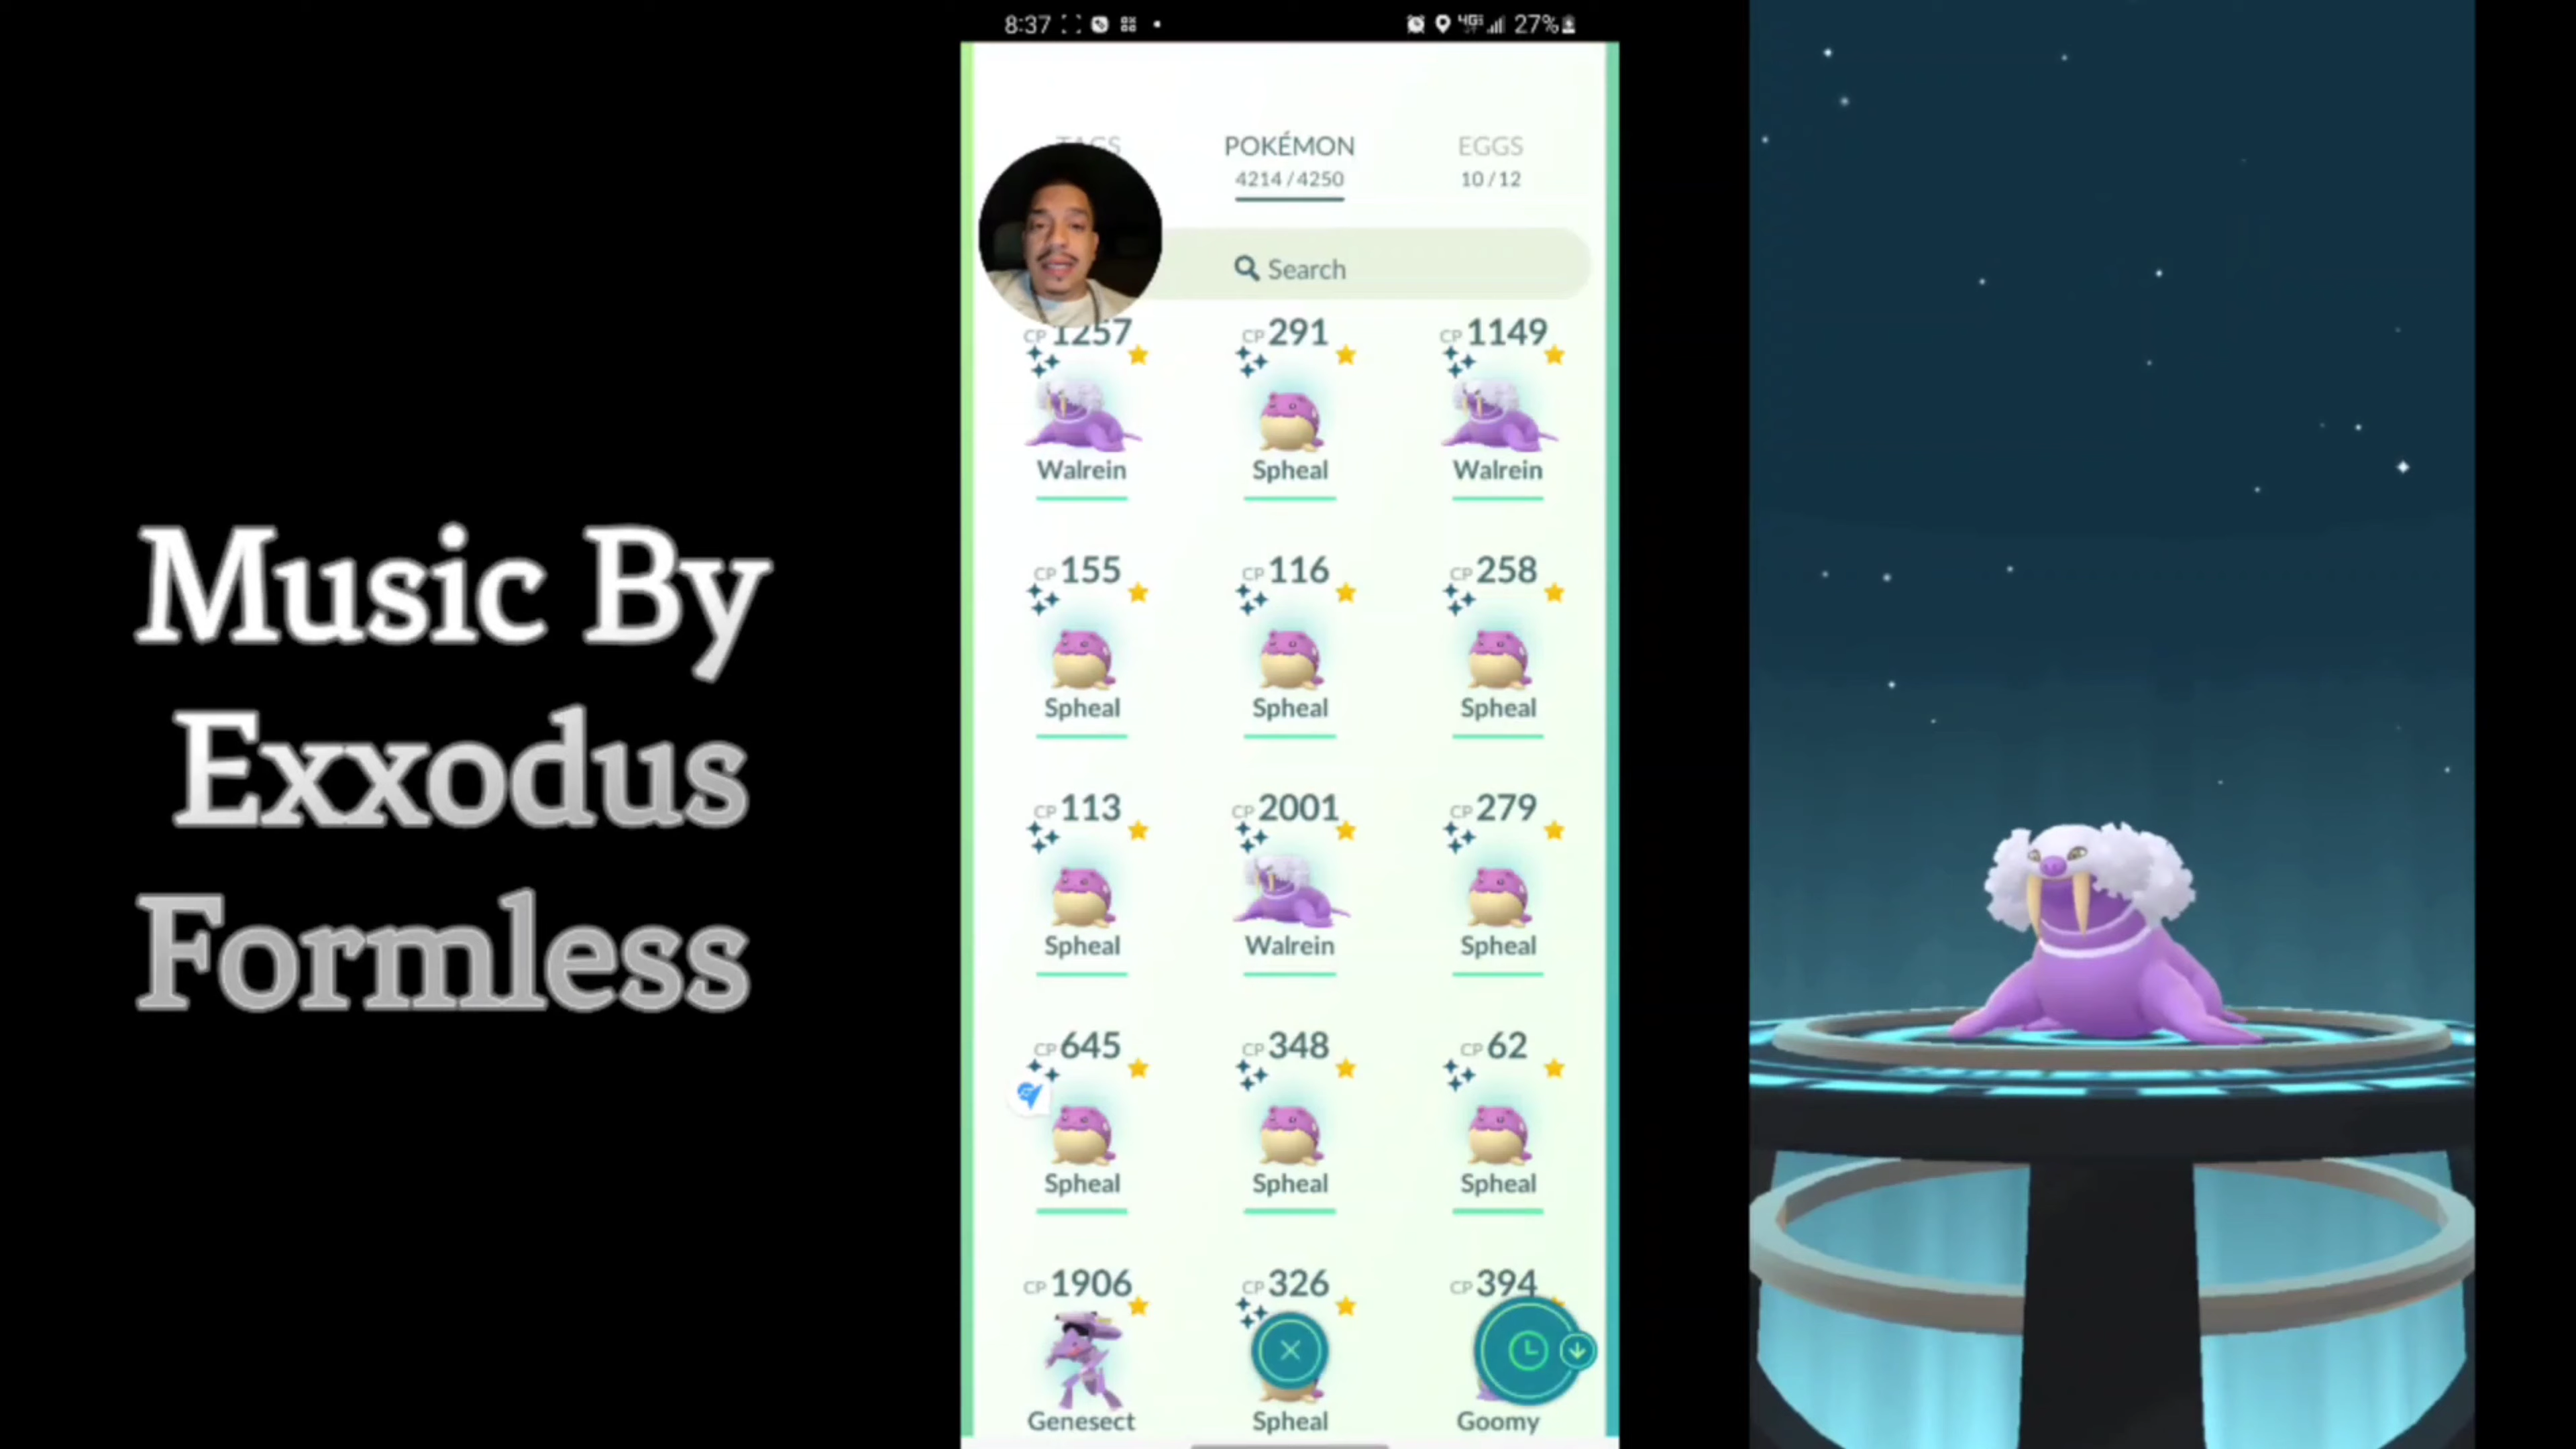 Music By
Exxodus
Formless
8:37 4G 27%
TAGS POKÉMON EGGS
4214 / 4250 10 / 12
Search
CP 1257 CP 291 CP 1149
Walrein Spheal Walrein
CP 155 CP 116 CP 258
Spheal Spheal Spheal
CP 113 CP 2001 CP 279
Spheal Walrein Spheal
CP 645 CP 348 CP 62
Spheal Spheal Spheal
CP 1906 CP 326 CP 394
Genesect Spheal Goomy